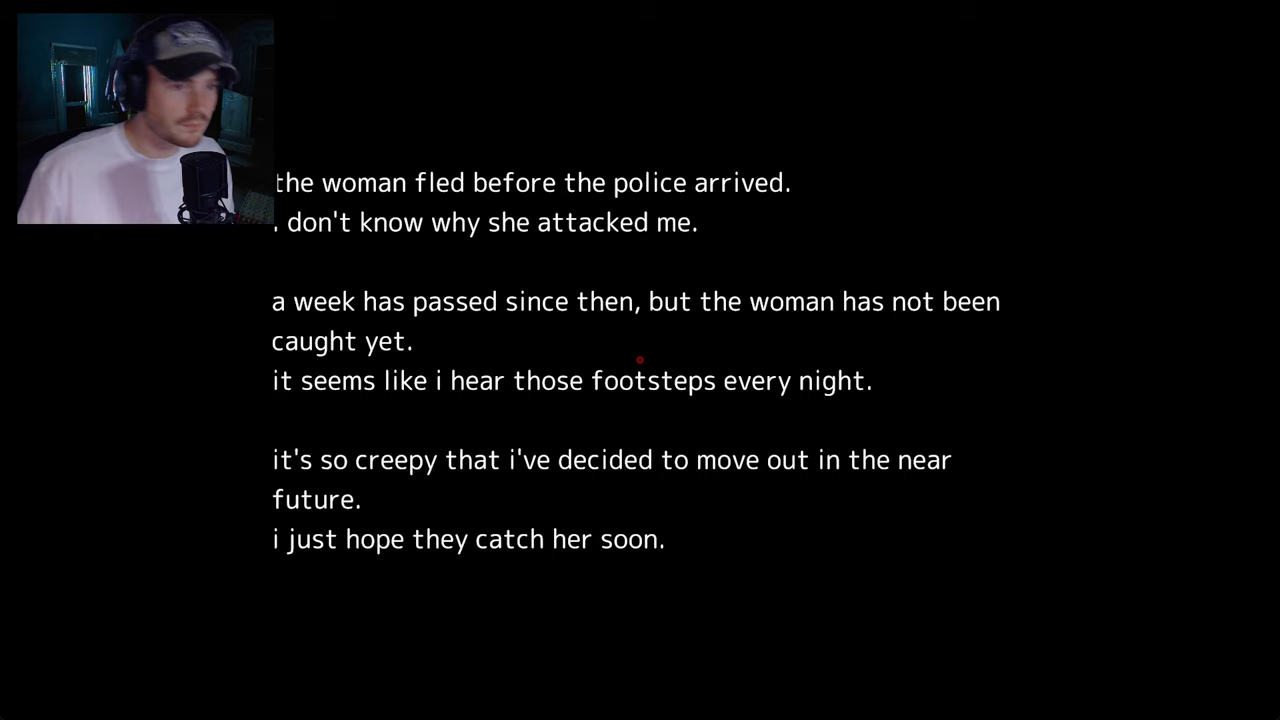 the woman fled before the police arrived.
. don't know why she attacked me.
a week has passed since then, but the woman has not been
caught yet.
it seems like i hear those footsteps every night.
it's so creepy that i've decided to move out in the near
future.
i just hope they catch her soon.